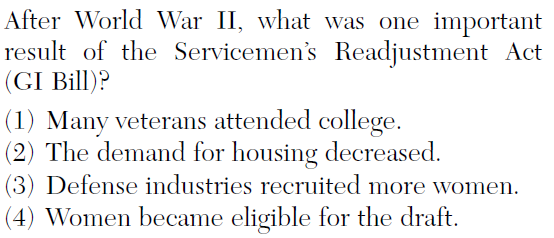 After World War II, what was one important
result of the Servicemen's Readjustment Act
(GI Bill)?
(1) Many veterans attended college.
(2) The demand for housing decreased.
(3) Defense industries recruited more women.
(4) Women became eligible for the draft.